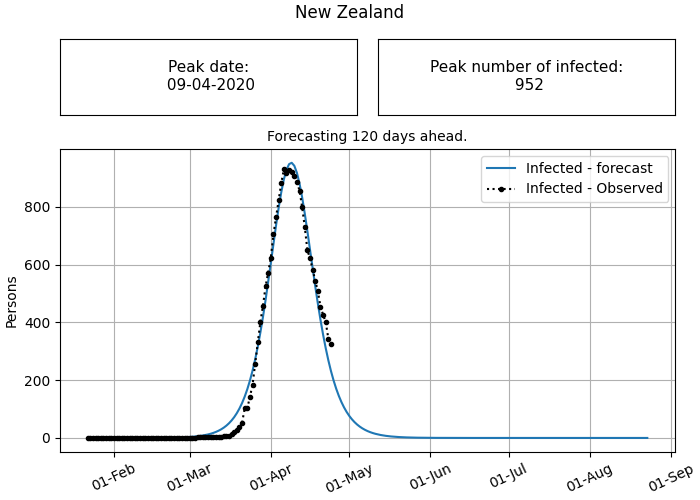 New Zealand
Peak date:
09-04-2020
Peak number of infected:
952
Forecasting 120 days ahead.
Infected - forecast
Infected - Observed
Persons
800
600
400
200
0
01-Feb
01-Mar
01-Apr
01-May
01-Jun
01-Jul
01-Aug
01-Sep